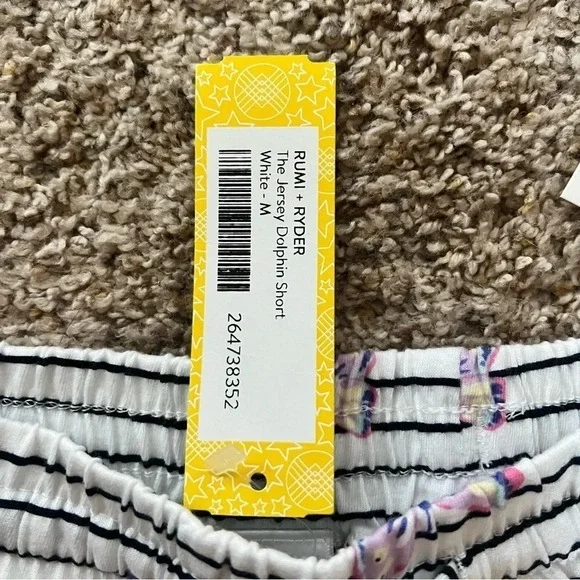 RUMI + RYDER
The Jersey Dolphin Short
White - M
264738352